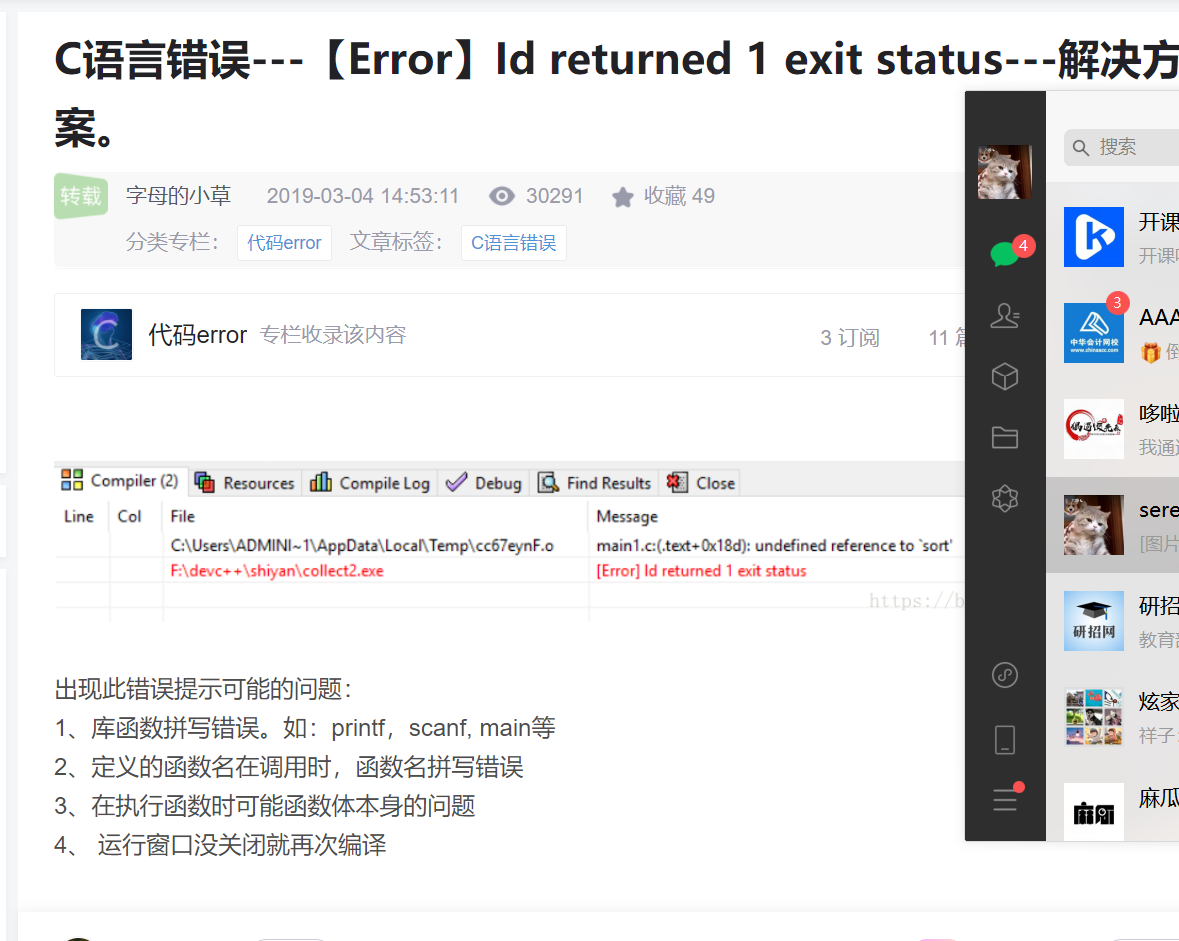 C语言错误---【Error】ld returned 1 exit status---解决方
案。
转载 字母的小草 2019-03-04 14:53:11 30291 收藏 49
分类专栏： 代码error 文章标签： C语言错误
代码error 专栏收录该内容 3 订阅 11
Compiler (2) Resources Compile Log Debug Find Results Close
Line Col File Message
C:\Users\ADMINI~1\AppData\Local\Temp\cc67eynF.o main1.c:(.text+0x18d): undefined reference to `sort'
F:\devc++\shiyan\collect2.exe [Error] ld returned 1 exit status
https://b
出现此错误提示可能的问题：
1、库函数拼写错误。如：printf，scanf, main等
2、定义的函数名在调用时，函数名拼写错误
3、在执行函数时可能函数体本身的问题
4、 运行窗口没关闭就再次编译
搜索
4
开课
开课
3
AAA
中华会计网校
www.chinaacc.com
哆啦
我通
sere
[图片
研招
研招网
教育
炫家
祥子
麻瓜